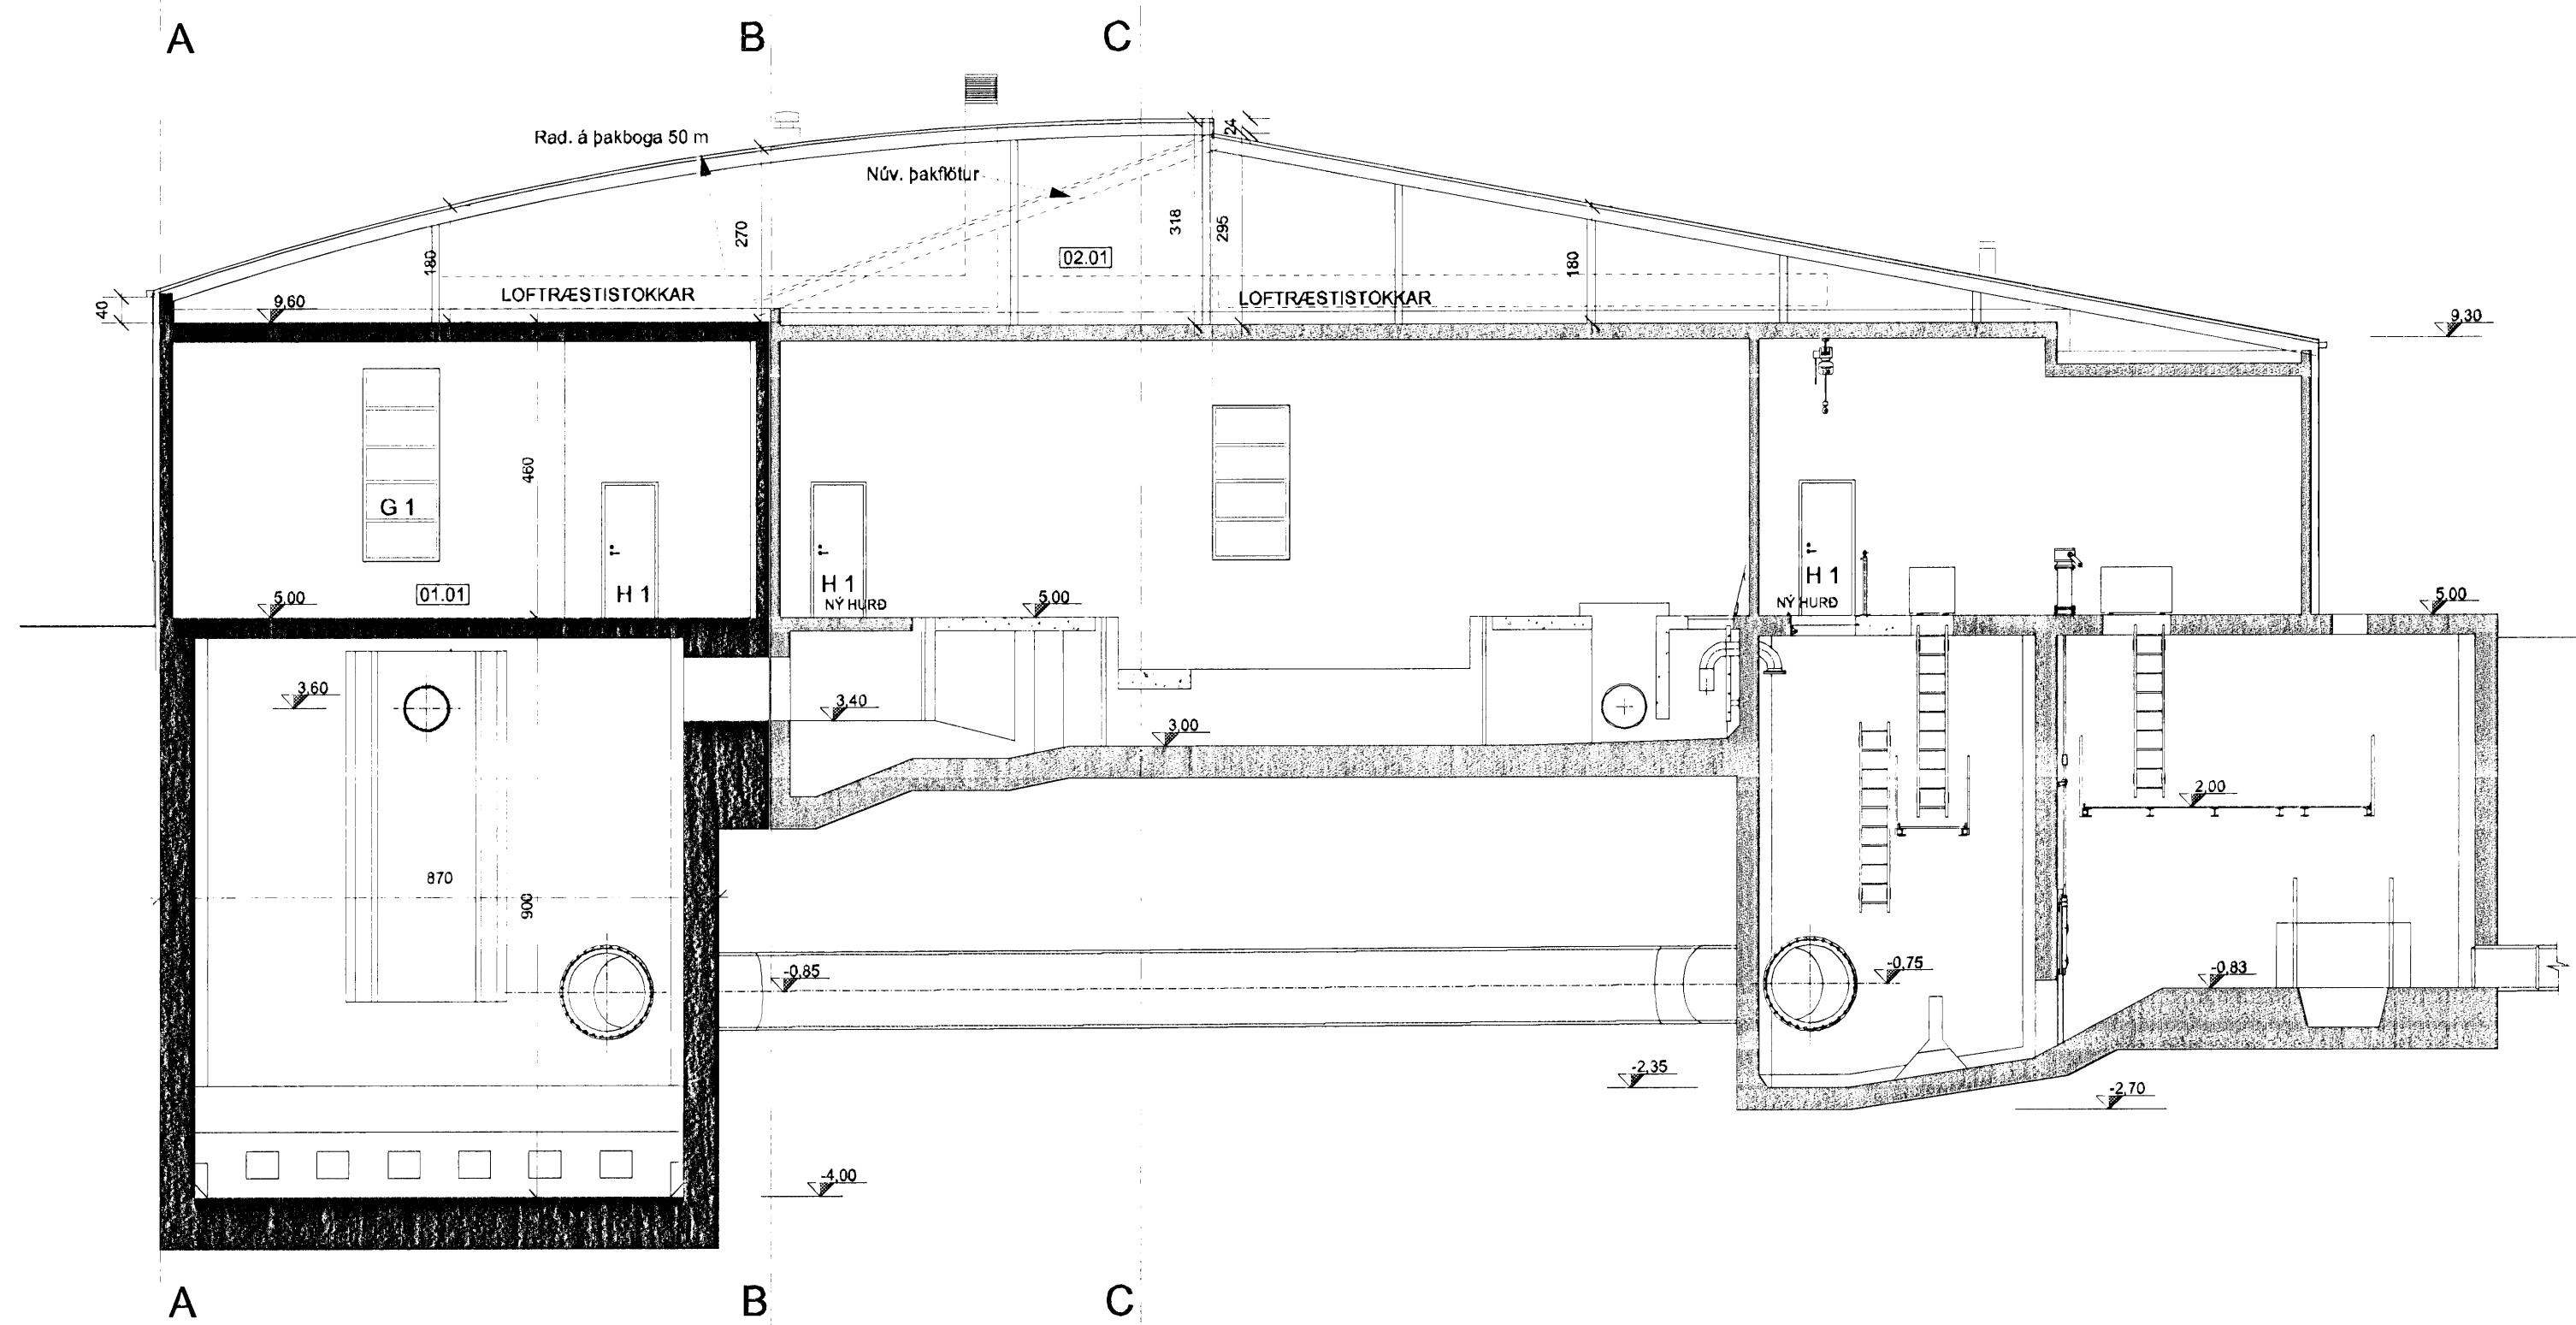 A
B
C
Rad. á þakboga 50 m
24
Núv. þakflötur
180
270
318
295
02.01
180
40
9,60
LOFTRÆSTISTOKKAR
LOFTRÆSTISTOKKAR
9,30
460
G 1
5,00
01.01
H 1
H 1
NÝ HURÐ
5,00
H 1
NÝ HURÐ
5,00
3,60
3,40
3,00
2,00
870
900
-0,85
-0,75
-0,83
-2,35
-2,70
-4,00
A
B
C